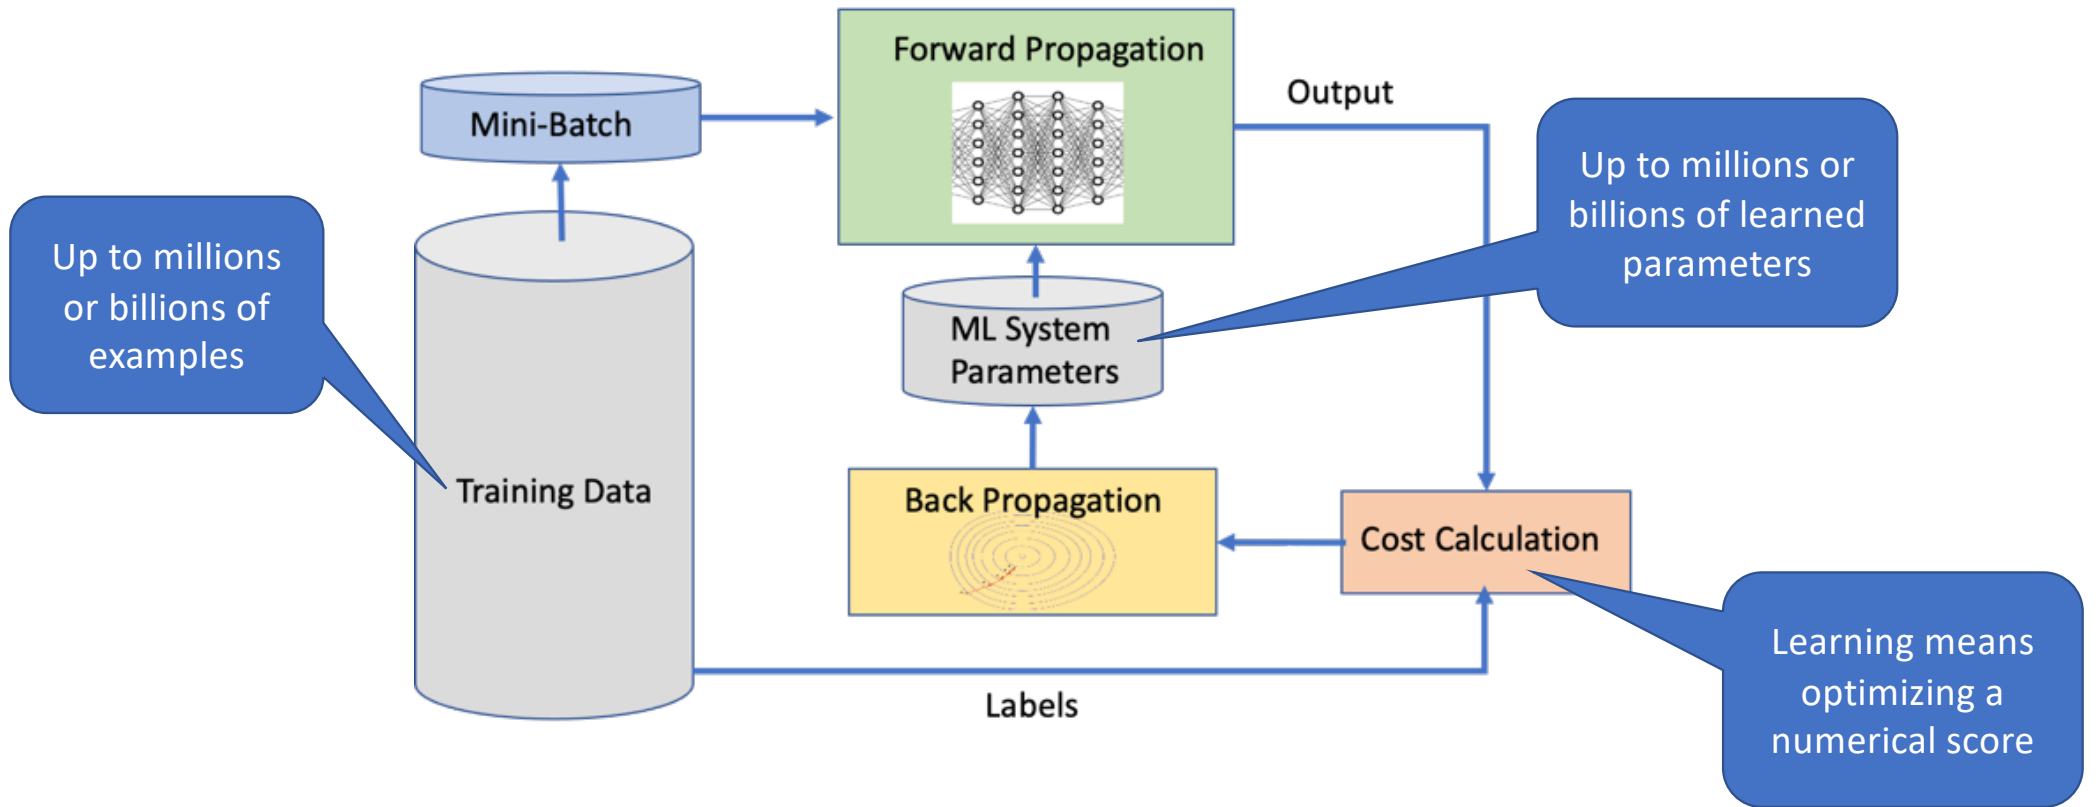 Forward Propagation
Output
Mini-Batch
Up to millions or
billions of learned
parameters
Up to millions
or billions of
examples
ML System
Parameters
Training Data
Back Propagation
Cost Calculation
Learning means
optimizing a
numerical score
Labels